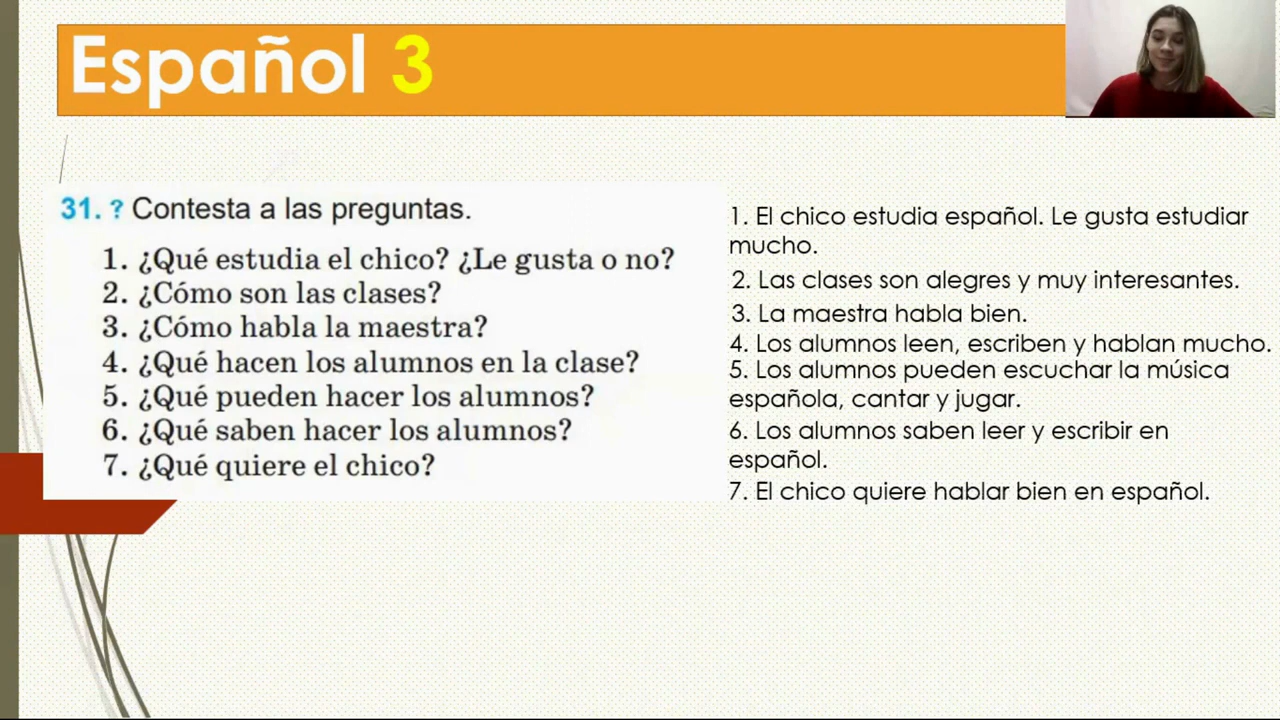 Español 3
31. ? Contesta a las preguntas.
1. ¿Qué estudia el chico? ¿Le gusta o no?
2. ¿Cómo son las clases?
3. ¿Cómo habla la maestra?
4. ¿Qué hacen los alumnos en la clase?
5. ¿Qué pueden hacer los alumnos?
6. ¿Qué saben hacer los alumnos?
7. ¿Qué quiere el chico?
1. El chico estudia español. Le gusta estudiar
mucho.
2. Las clases son alegres y muy interesantes.
3. La maestra habla bien.
4. Los alumnos leen, escriben y hablan mucho.
5. Los alumnos pueden escuchar la música
española, cantar y jugar.
6. Los alumnos saben leer y escribir en
español.
7. El chico quiere hablar bien en español.